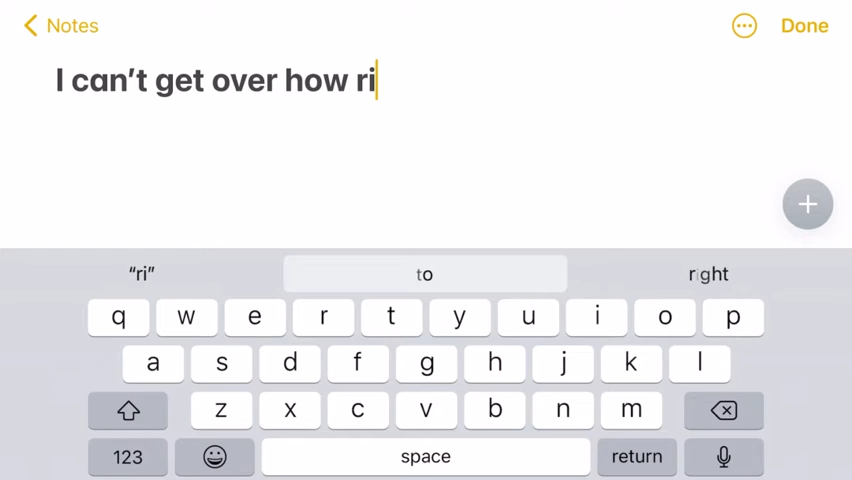 Notes
Done
I can’t get over how ri
“ri”
to
right
q w e r t y u i o p
a s d f g h j k l
z x c v b n m
123
space
return